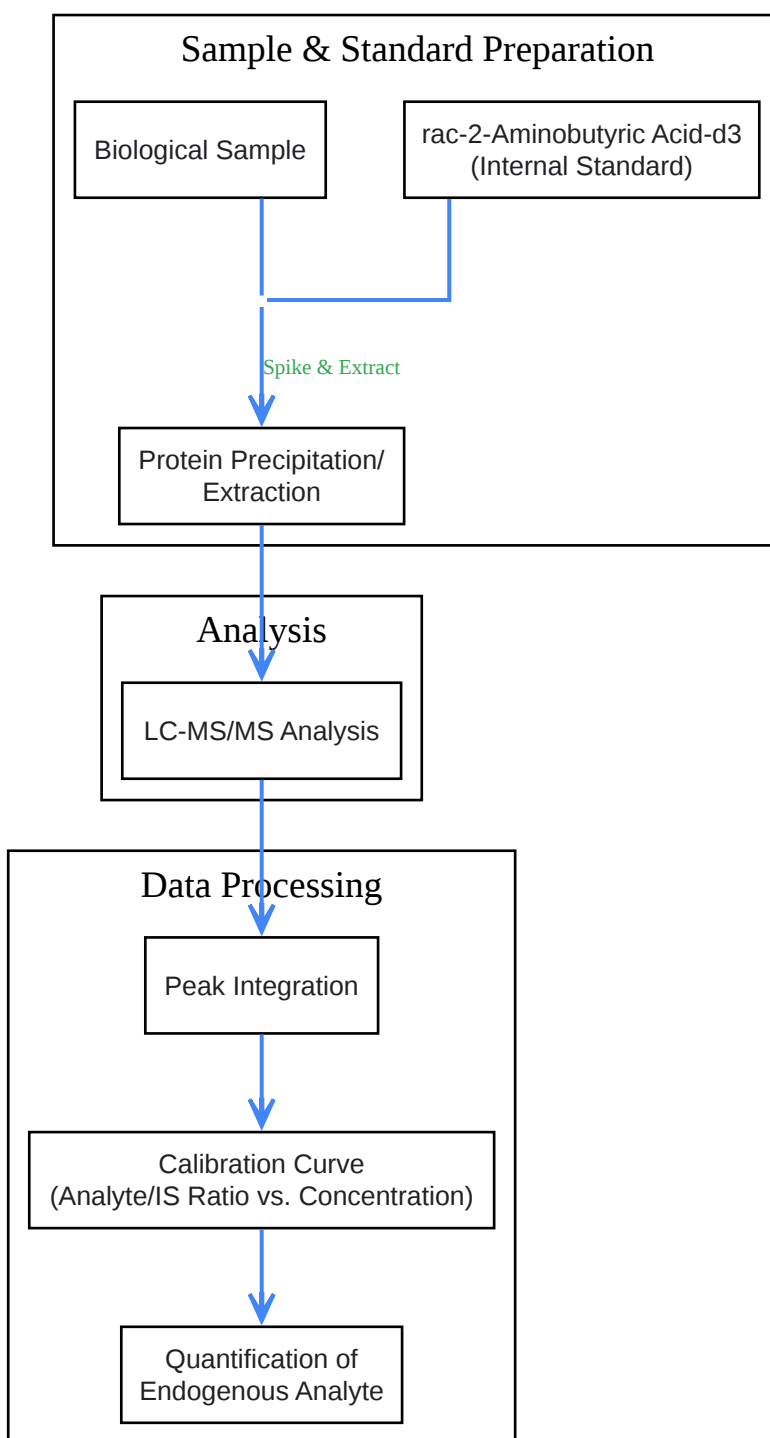 Sample & Standard Preparation
Biological Sample
rac-2-Aminobutyric Acid-d3
(Internal Standard)
Spike & Extract
Protein Precipitation/
Extraction
Analysis
LC-MS/MS Analysis
Data Processing
Peak Integration
Calibration Curve
(Analyte/IS Ratio vs. Concentration)
Quantification of
Endogenous Analyte